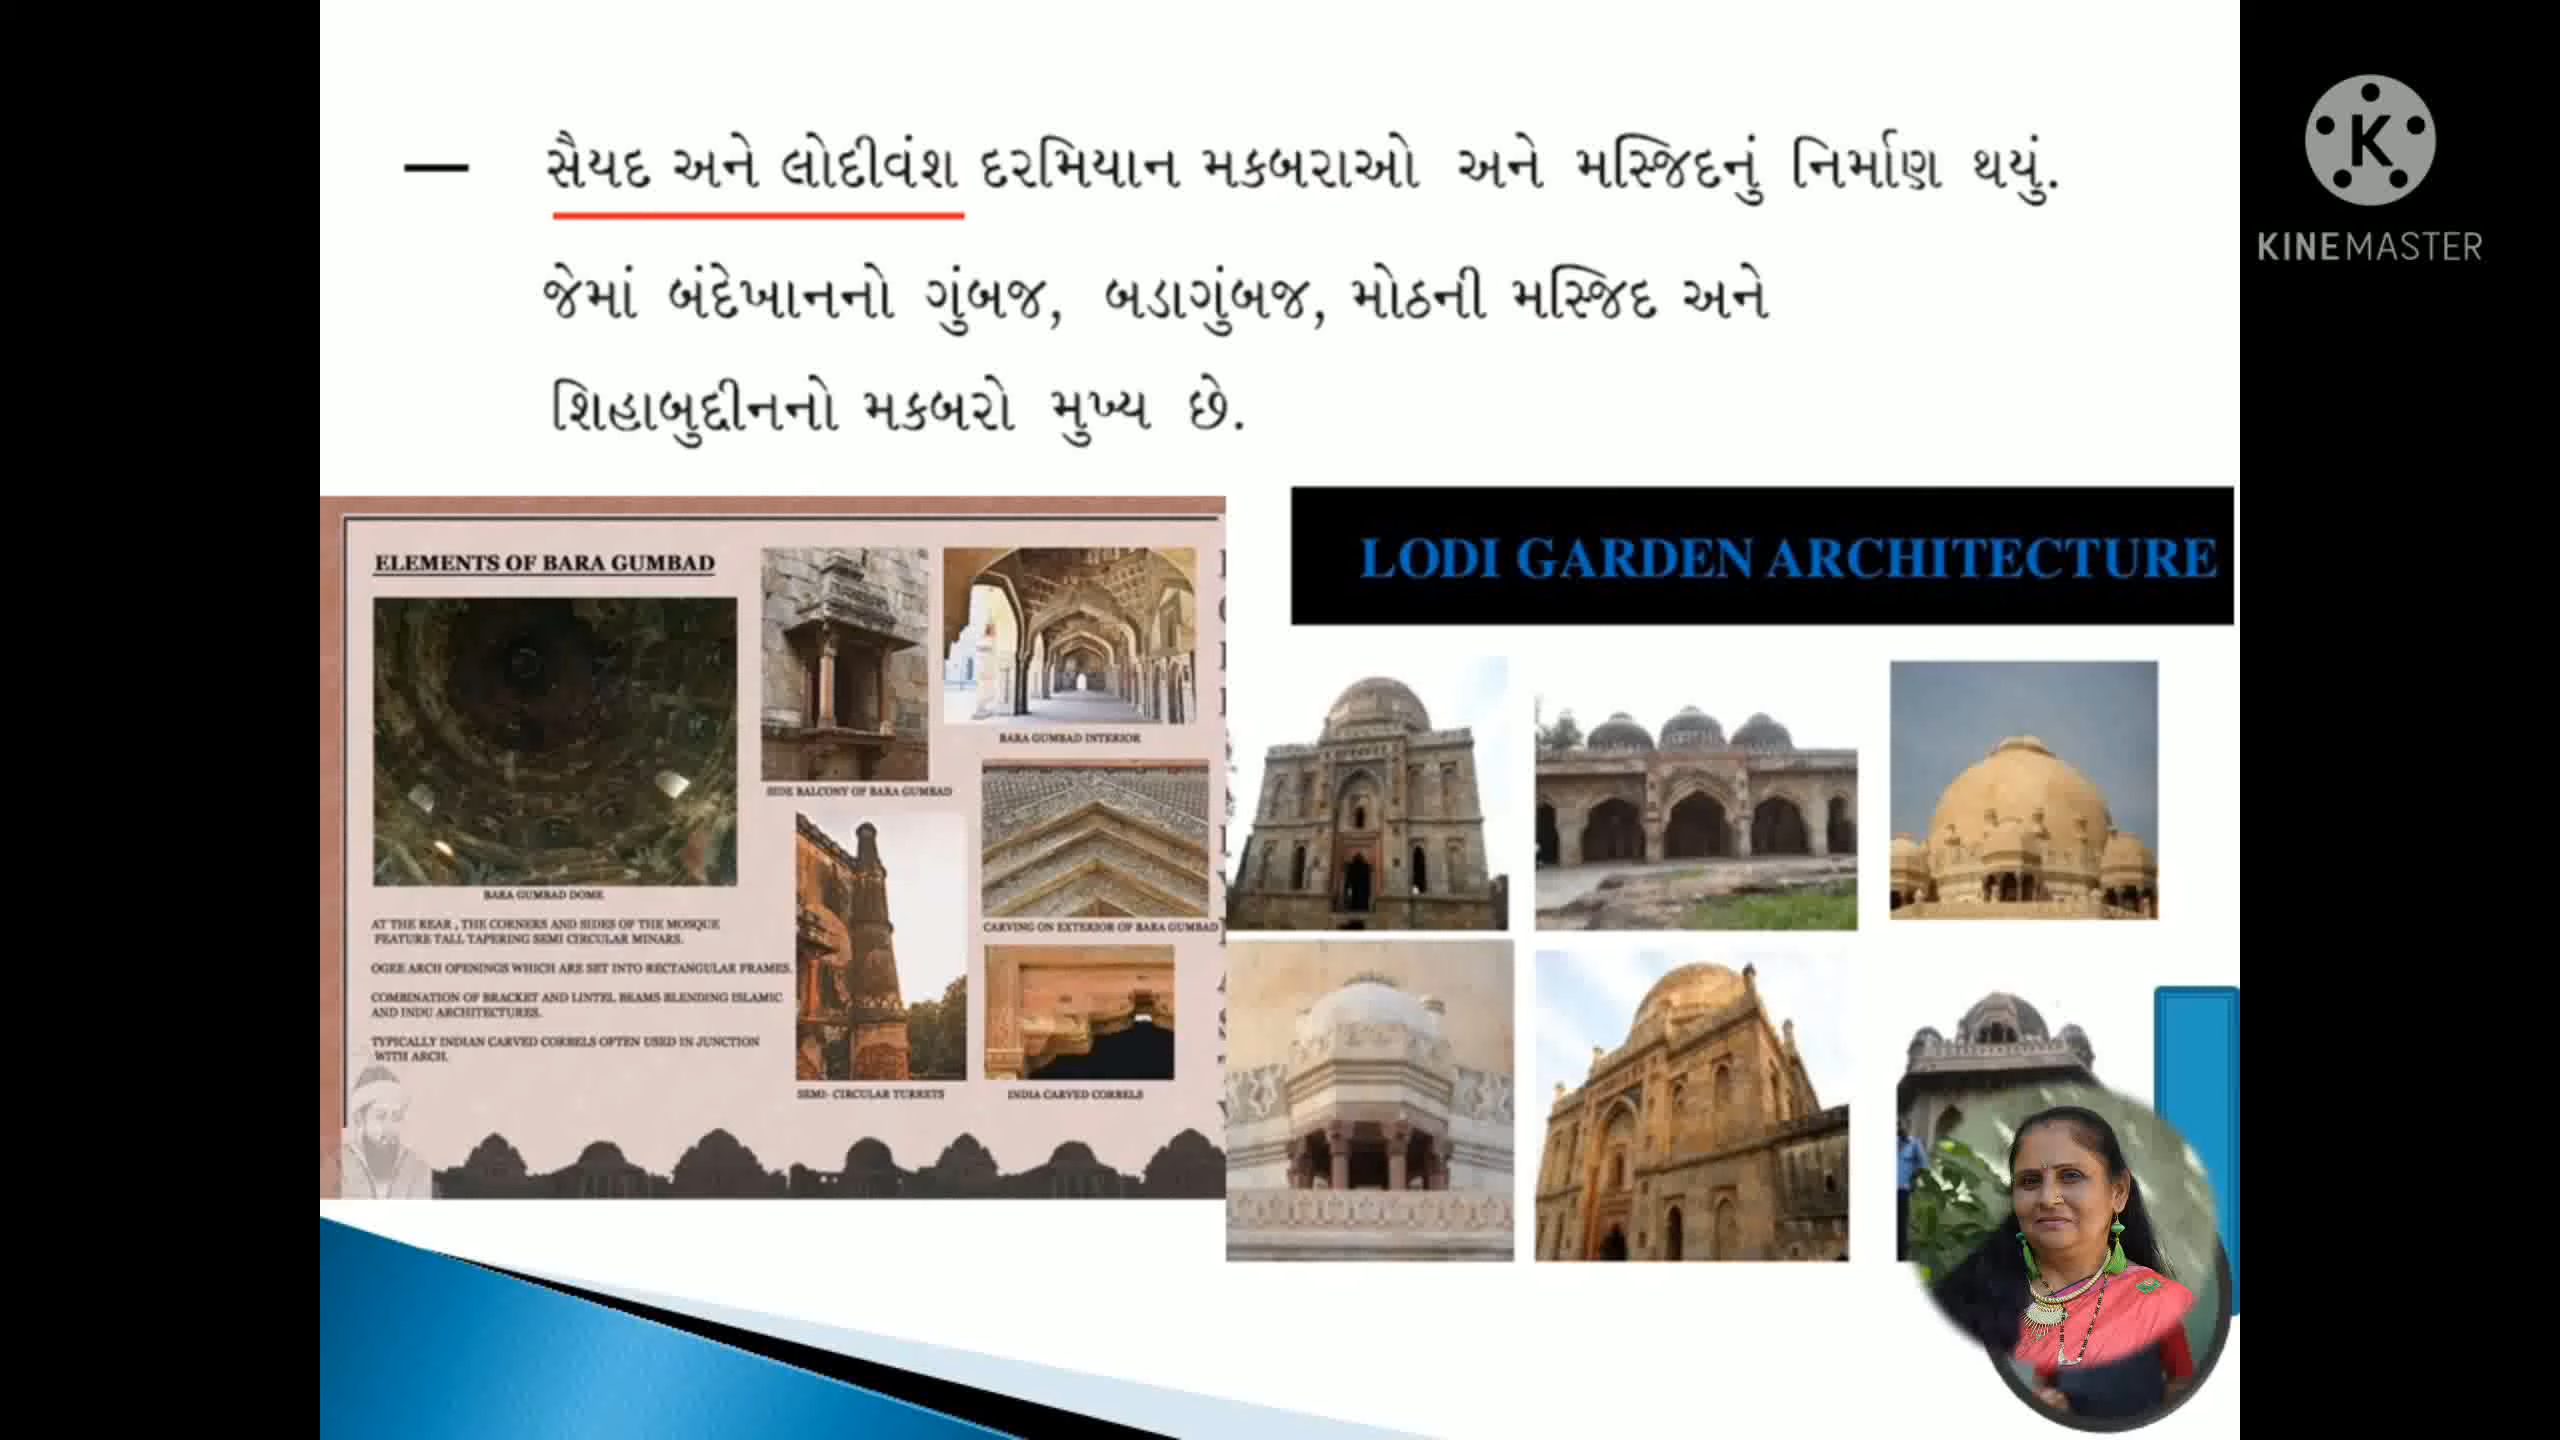 — સૈયદ અને લોદીવંશ દરમિયાન મકબરાઓ અને મસ્જિદનું નિર્માણ થયું.
જેમાં બંદેખાનનો ગુંબજ, બડાગુંબજ, મોઠની મસ્જિદ અને
શિહાબુદ્દીનનો મકબરો મુખ્ય છે.
K
KINEMASTER
ELEMENTS OF BARA GUMBAD
BARA GUMBAD DOME
AT THE REAR , THE CORNERS AND SIDES OF THE MOSQUE
FEATURE TALL TAPERING SEMI CIRCULAR MINARS.
OGEE ARCH OPENINGS WHICH ARE SET INTO RECTANGULAR FRAMES.
COMBINATION OF BRACKET AND LINTEL BEAMS BLENDING ISLAMIC
AND INDU ARCHITECTURES.
TYPICALLY INDIAN CARVED CORBELS OFTEN USED IN JUNCTION
WITH ARCH.
SIDE BALCONY OF BARA GUMBAD
BARA GUMBAD INTERIOR
CARVING ON EXTERIOR OF BARA GUMBAD
SEMI- CIRCULAR TURRETS
INDIA CARVED CORBELS
LODI GARDEN ARCHITECTURE